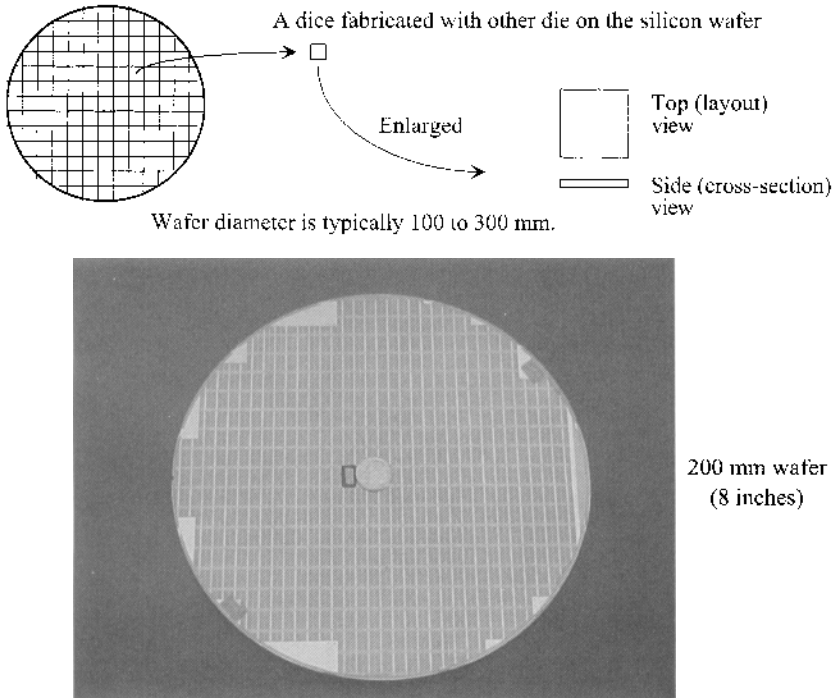 A dice fabricated with other die on the silicon wafer
Top (layout)
view
Enlarged
Side (cross-section)
view
Wafer diameter is typically 100 to 300 mm.
200 mm wafer
(8 inches)